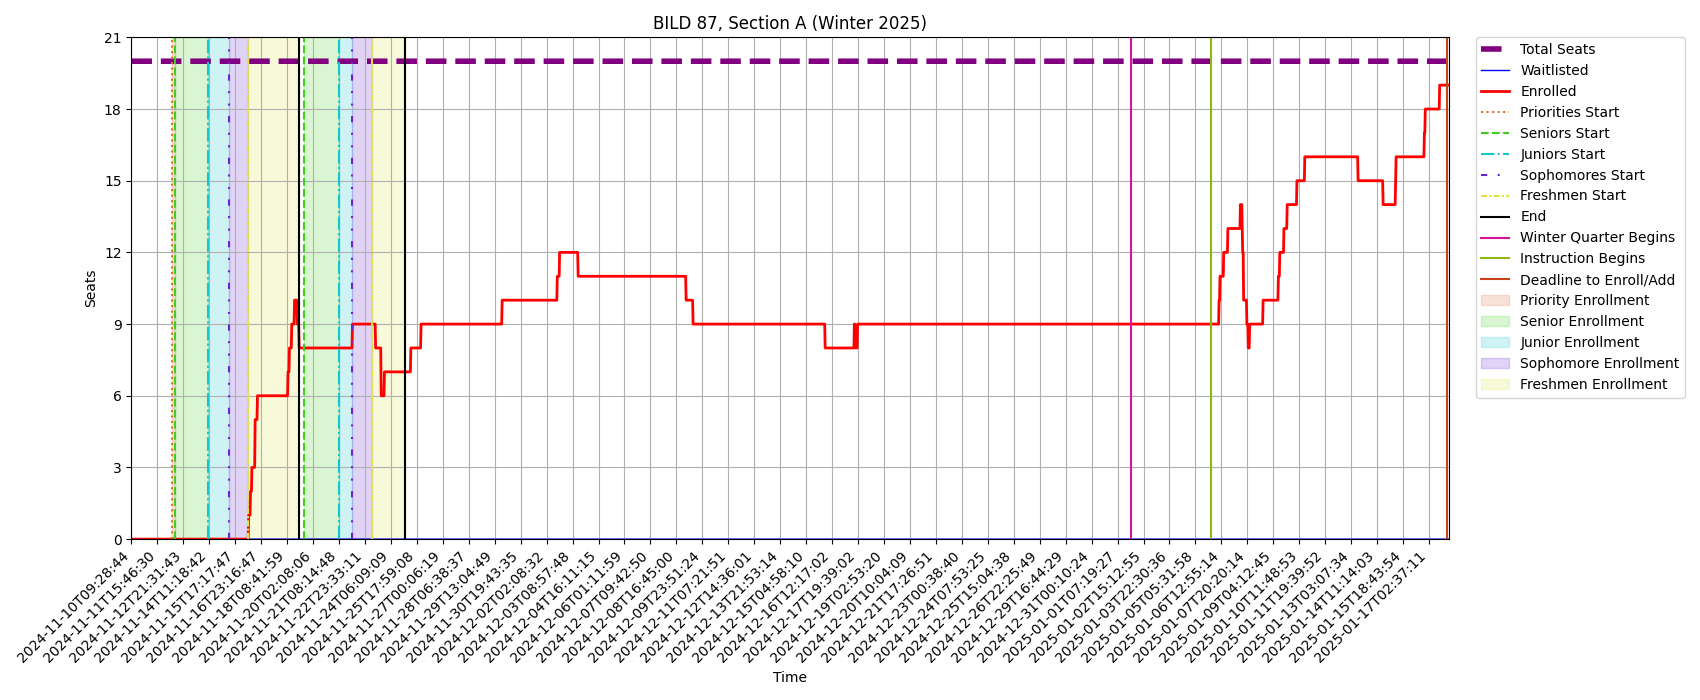 BILD 87, Section A (Winter 2025)
21
18
15
12
9
6
3
0
Seats
2024-11-10T09:28:44
2024-11-11T15:46:30
2024-11-12T21:31:43
2024-11-14T11:18:42
2024-11-15T17:17:47
2024-11-16T23:16:47
2024-11-18T08:41:59
2024-11-20T02:08:06
2024-11-21T08:14:48
2024-11-22T23:33:11
2024-11-24T06:09:09
2024-11-25T17:59:08
2024-11-27T00:06:19
2024-11-28T06:38:37
2024-11-29T13:04:49
2024-11-30T19:43:35
2024-12-02T02:08:32
2024-12-03T08:57:48
2024-12-04T16:11:15
2024-12-06T01:11:59
2024-12-07T09:42:50
2024-12-08T16:45:00
2024-12-09T23:51:24
2024-12-11T07:21:51
2024-12-12T14:36:01
2024-12-13T21:53:14
2024-12-15T04:58:10
2024-12-16T12:17:02
2024-12-17T19:39:02
2024-12-19T02:53:20
2024-12-20T10:04:09
2024-12-21T17:26:51
2024-12-23T00:38:40
2024-12-24T07:53:25
2024-12-25T15:04:38
2024-12-26T22:25:49
2024-12-29T16:44:29
2024-12-31T00:10:24
2025-01-01T07:19:27
2025-01-02T15:12:55
2025-01-03T22:30:36
2025-01-05T05:31:58
2025-01-06T12:55:14
2025-01-07T20:20:14
2025-01-09T04:12:45
2025-01-10T11:48:53
2025-01-11T19:39:52
2025-01-13T03:07:34
2025-01-14T11:14:03
2025-01-15T18:43:54
2025-01-17T02:37:11
Time
Total Seats
Waitlisted
Enrolled
Priorities Start
Seniors Start
Juniors Start
Sophomores Start
Freshmen Start
End
Winter Quarter Begins
Instruction Begins
Deadline to Enroll/Add
Priority Enrollment
Senior Enrollment
Junior Enrollment
Sophomore Enrollment
Freshmen Enrollment